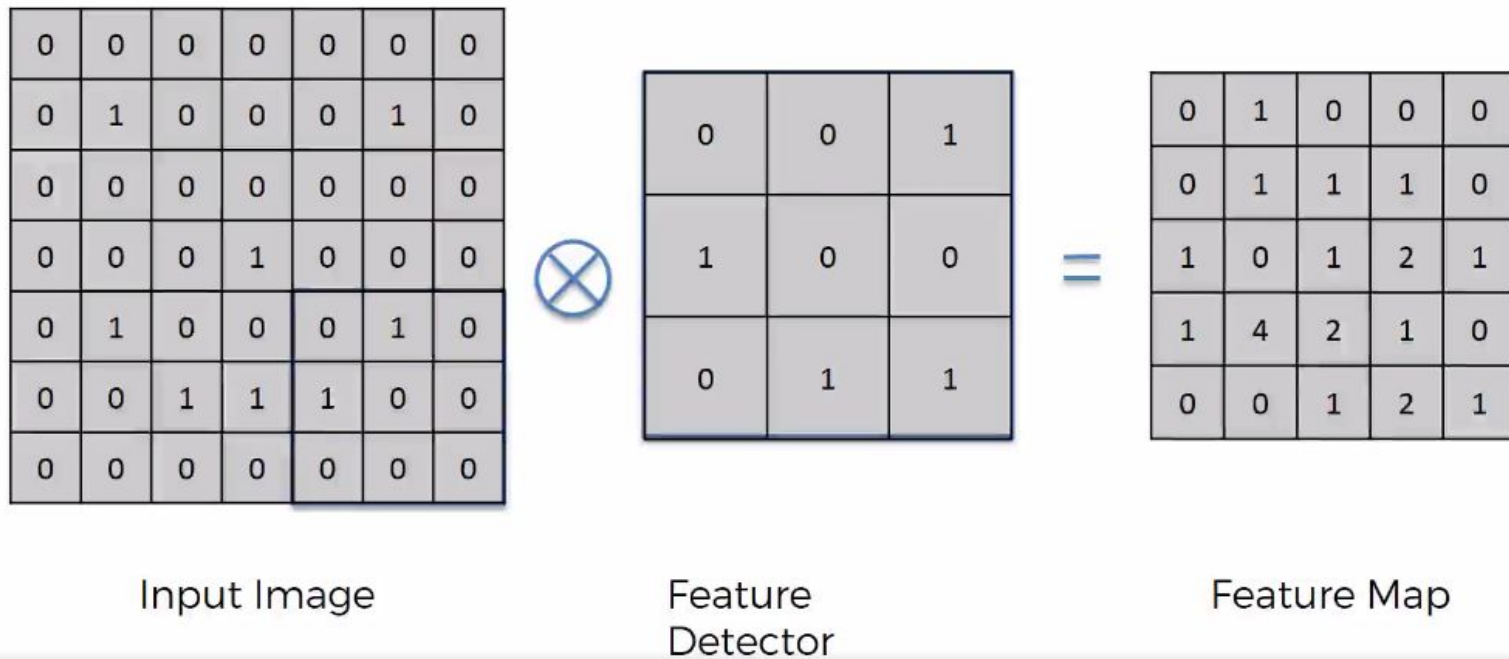 0 0 0 0 0 0 0
0 1 0 0 0 1 0
0 0 0 0 0 0 0
0 0 0 1 0 0 0
0 1 0 0 0 1 0
0 0 1 1 1 0 0
0 0 0 0 0 0 0
0 0 1
1 0 0
0 1 1
=
0 1 0 0 0
0 1 1 1 0
1 0 1 2 1
1 4 2 1 0
0 0 1 2 1
Input Image
Feature
Detector
Feature Map